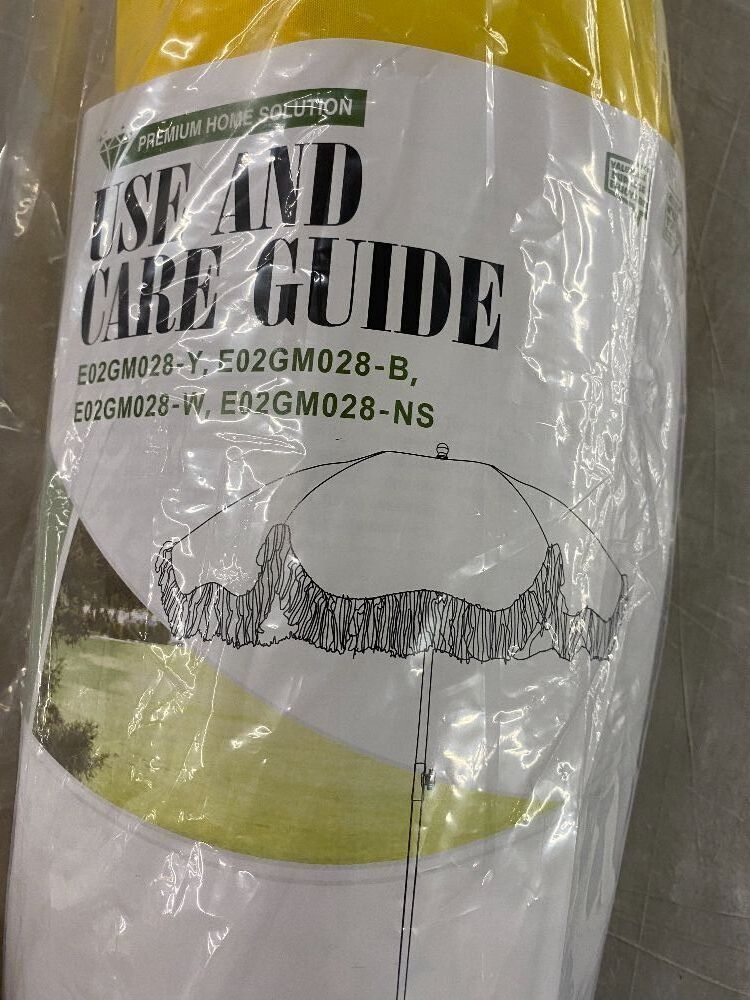 PREMIUM HOME SOLUTION
USE AND
CARE GUIDE
E02GM028-Y, E02GM028-B,
E02GM028-W, E02GM028-NS